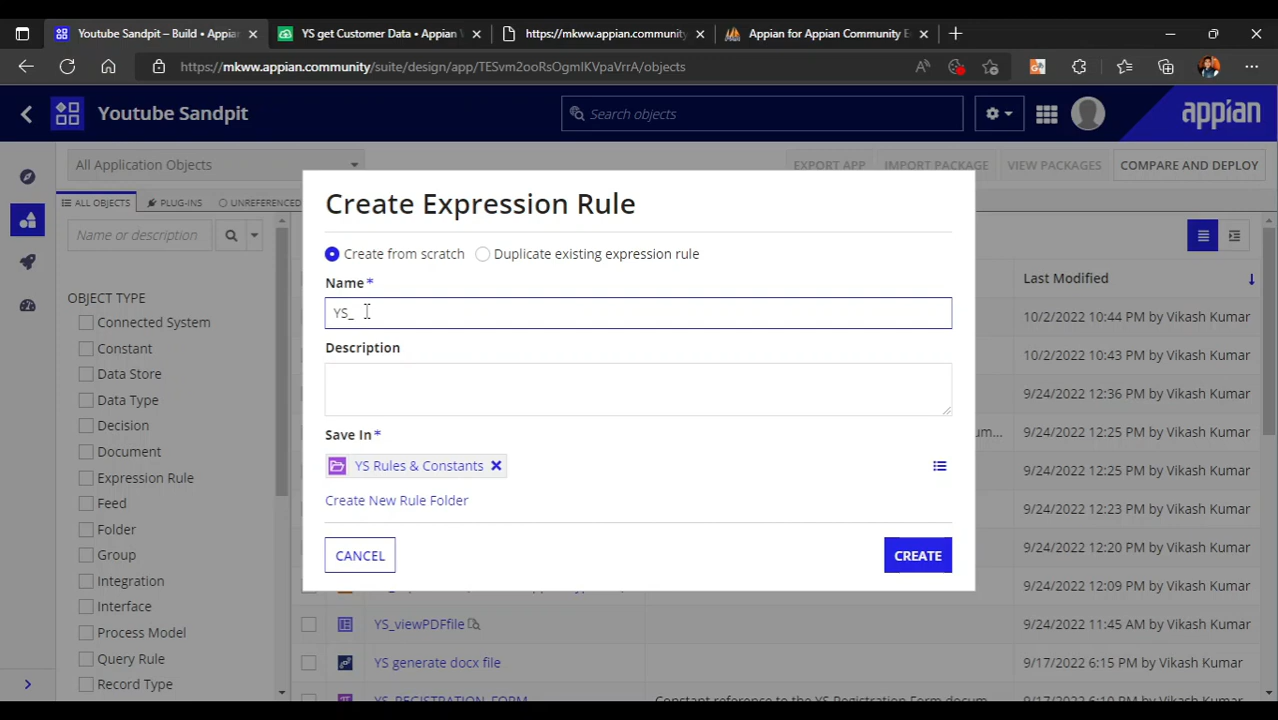 Youtube Sandpit – Build • Appian
YS get Customer Data • Appian
https://mkww.appian.community
Appian for Appian Community E
https://mkww.appian.community/suite/design/app/TESvm2ooRsOgmIKVpaVrrA/objects
Youtube Sandpit
Search objects
appian
All Application Objects
EXPORT APP
IMPORT PACKAGE
VIEW PACKAGES
COMPARE AND DEPLOY
ALL OBJECTS
PLUG-INS
UNREFERENCED
Name or description
OBJECT TYPE
Connected System
Constant
Data Store
Data Type
Decision
Document
Expression Rule
Feed
Folder
Group
Integration
Interface
Process Model
Query Rule
Record Type
Create Expression Rule
Create from scratch
Duplicate existing expression rule
Name*
YS_
Description
Save In*
YS Rules & Constants
Create New Rule Folder
CANCEL
CREATE
Last Modified
10/2/2022 10:44 PM by Vikash Kumar
10/2/2022 10:43 PM by Vikash Kumar
9/24/2022 12:36 PM by Vikash Kumar
um...
9/24/2022 12:25 PM by Vikash Kumar
9/24/2022 12:25 PM by Vikash Kumar
9/24/2022 12:23 PM by Vikash Kumar
9/24/2022 12:20 PM by Vikash Kumar
9/24/2022 12:09 PM by Vikash Kumar
YS_viewPDFfile
9/24/2022 11:45 AM by Vikash Kumar
YS generate docx file
9/17/2022 6:15 PM by Vikash Kumar
YS_REGISTRATION_FORM
Constant reference to the YS Registration Form docum...
9/17/2022 6:10 PM by Vikash Kumar